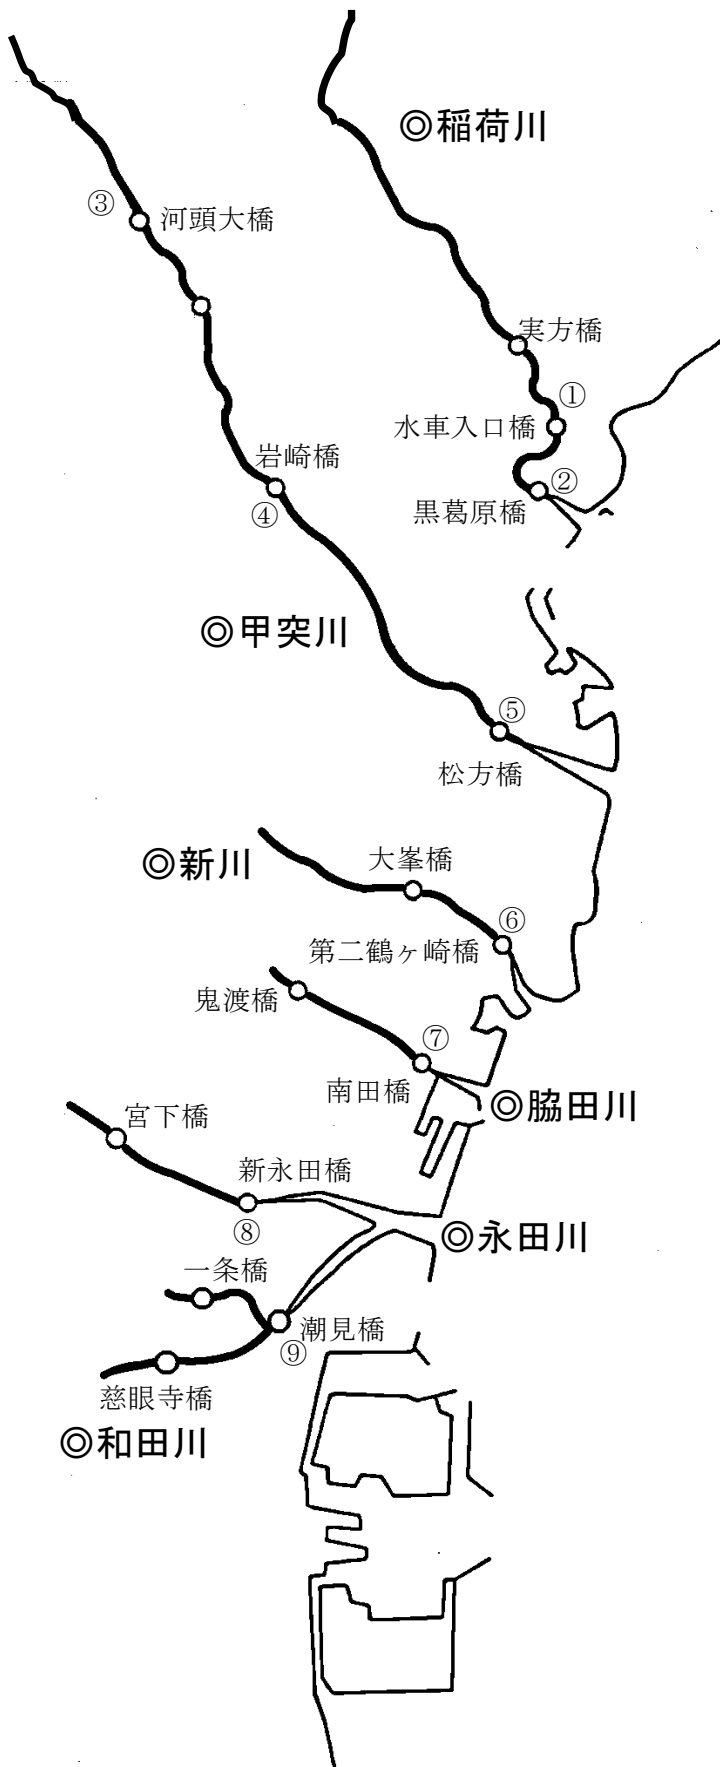 ◎稲荷川
③
河頭大橋
実方橋
①
水車入口橋
岩崎橋
②
④
黒葛原橋
◎甲突川
⑤
松方橋
◎新川
大峯橋
⑥
第二鶴ヶ崎橋
鬼渡橋
⑦
南田橋
◎脇田川
宮下橋
新永田橋
⑧
◎永田川
一条橋
潮見橋
⑨
慈眼寺橋
◎和田川